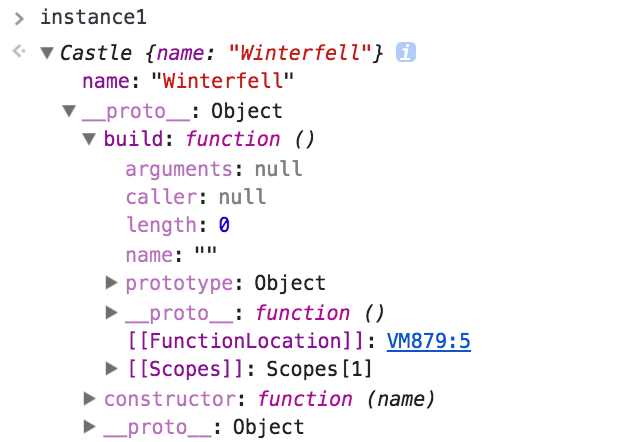 instance1
Castle {name: "Winterfell"} i
name: "Winterfell"
__proto__: Object
build: function ()
arguments: null
caller: null
length: 0
name: ""
prototype: Object
__proto__: function ()
[[FunctionLocation]]: VM879:5
[[Scopes]]: Scopes[1]
constructor: function (name)
__proto__: Object